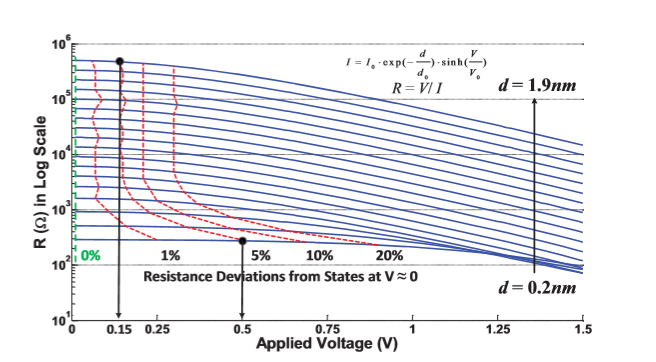 10^6
10^5
10^4
10^3
10^2
10^1
R (Ω) in Log Scale
I = I_0 · exp(−d/d_0) · sinh(V/V_0)
R = V/ I
d = 1.9nm
d = 0.2nm
0% 1% 5% 10% 20%
Resistance Deviations from States at V ≈ 0
0 0.15 0.25 0.5 0.75 1 1.25 1.5
Applied Voltage (V)